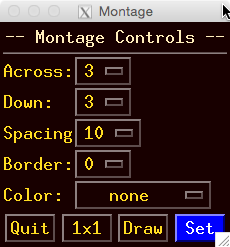 Montage
-- Montage Controls --
Across: 3
Down: 3
Spacing 10
Border: 0
Color: none
Quit 1x1 Draw Set